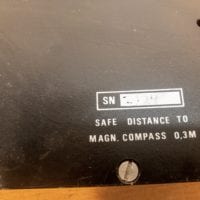 SN
SAFE DISTANCE TO
MAGN. COMPASS 0,3M